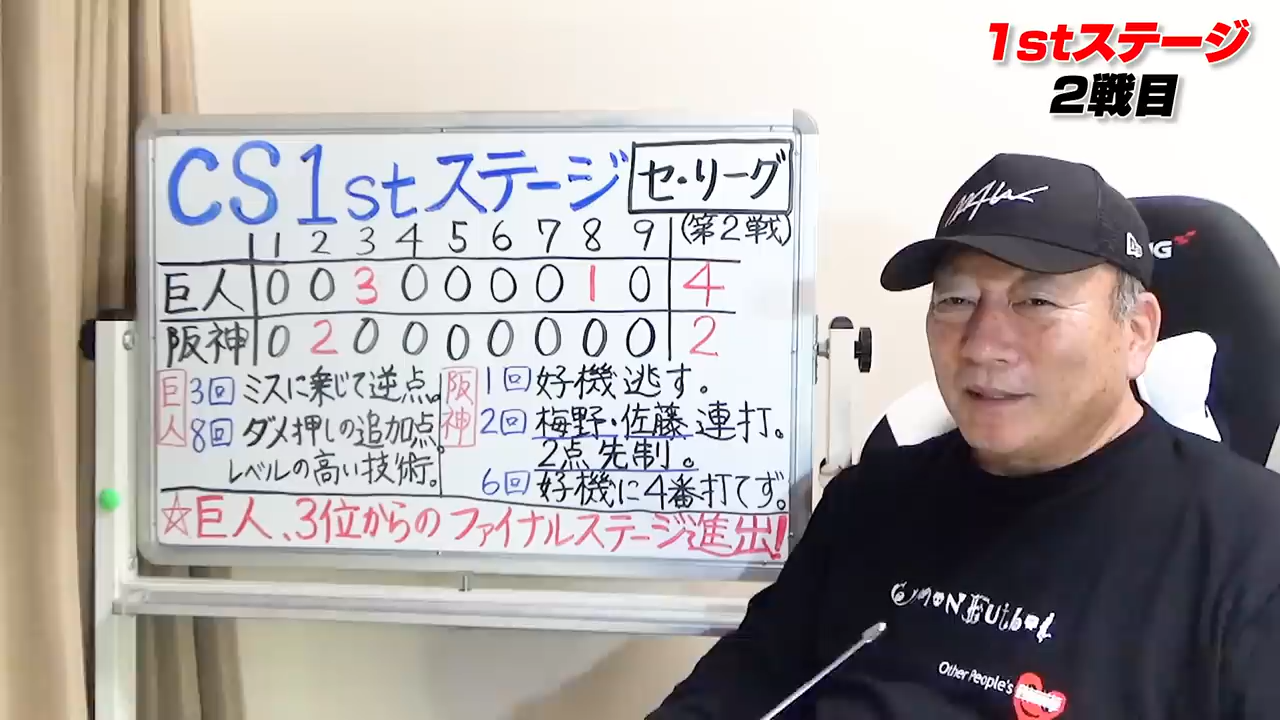 1stステージ
2戦目
CS1stステージ セ・リーグ
(第2戦)
1 2 3 4 5 6 7 8 9
巨人 0 0 3 0 0 0 0 1 0 4
阪神 0 2 0 0 0 0 0 0 0 2
巨人
3回 ミスに乗じて逆点。
8回 ダメ押しの追加点。
レベルの高い技術。
阪神
1回 好機逃す。
2回 梅野・佐藤連打。
2点先制。
6回 好機に4番打てず。
☆巨人、3位からのファイナルステージ進出!
Other People's